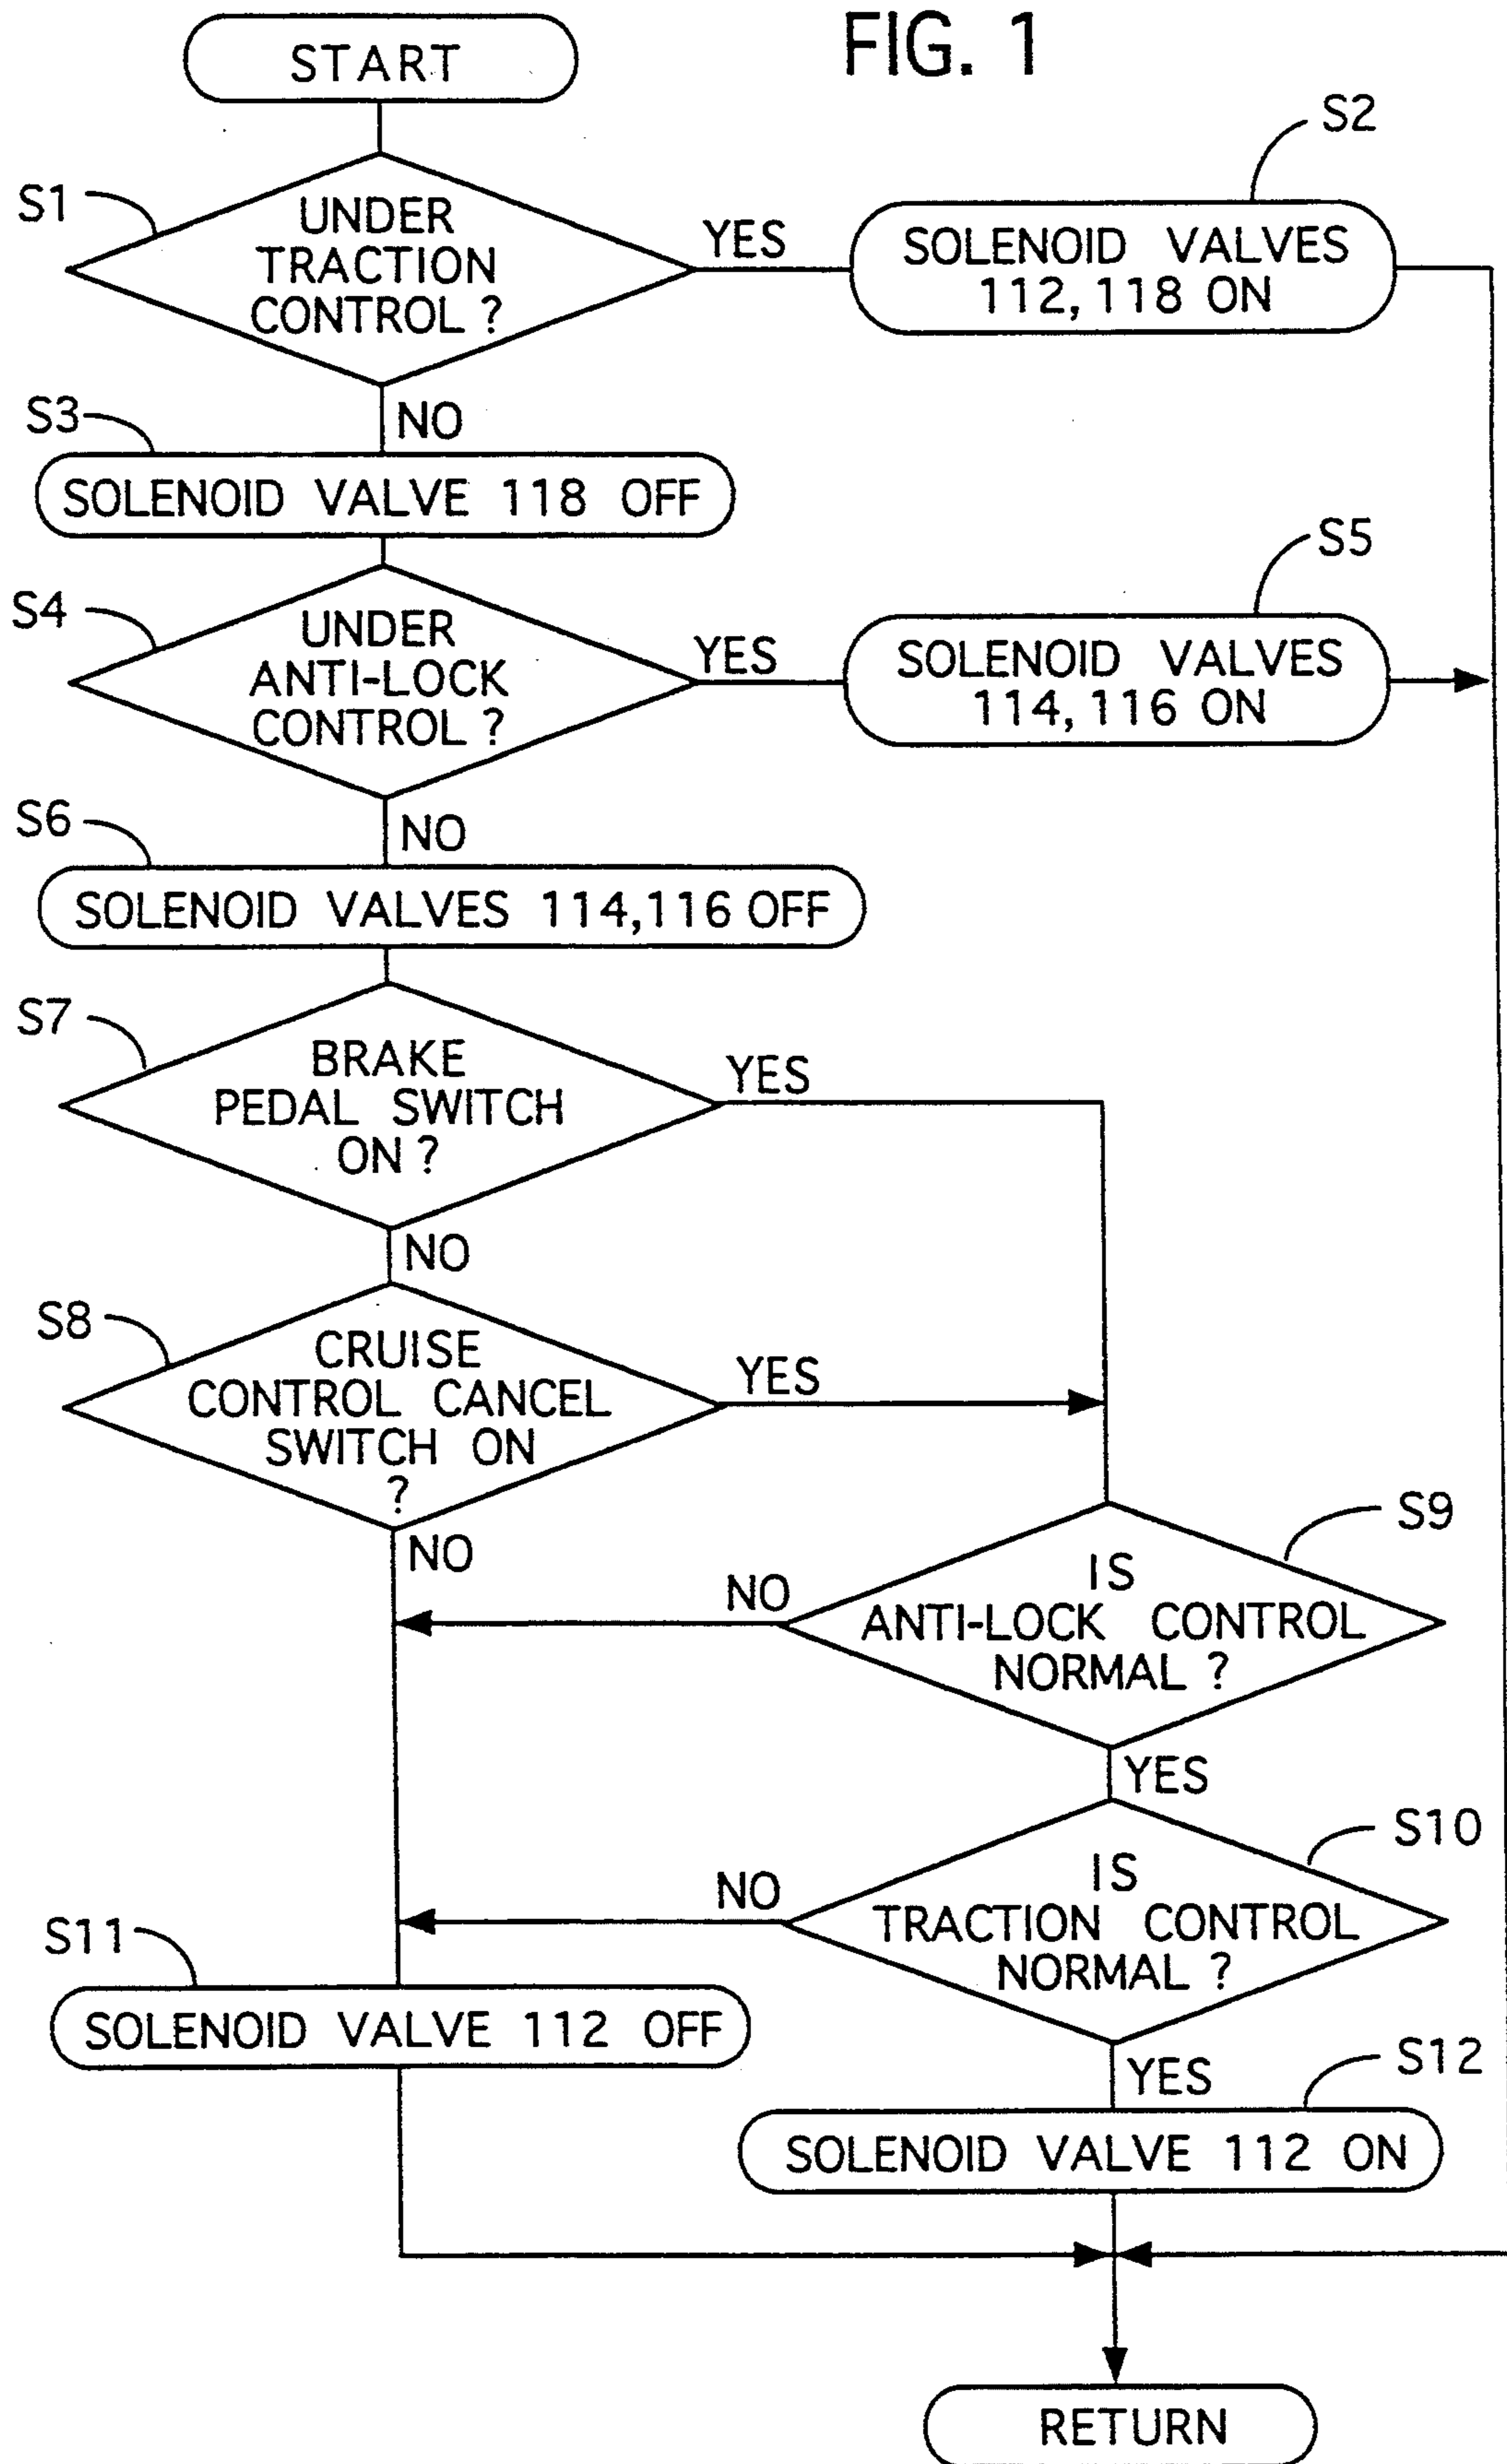 FIG. 1
START
S1
UNDER
TRACTION
CONTROL ?
YES
S2
SOLENOID VALVES
112, 118 ON
NO
S3
SOLENOID VALVE 118 OFF
S4
UNDER
ANTI-LOCK
CONTROL ?
YES
S5
SOLENOID VALVES
114, 116 ON
NO
S6
SOLENOID VALVES 114, 116 OFF
S7
BRAKE
PEDAL SWITCH
ON ?
YES
NO
S8
CRUISE
CONTROL CANCEL
SWITCH ON
?
YES
NO
S9
IS
ANTI-LOCK CONTROL
NORMAL ?
NO
YES
S10
IS
TRACTION CONTROL
NORMAL ?
NO
YES
S11
SOLENOID VALVE 112 OFF
S12
SOLENOID VALVE 112 ON
RETURN